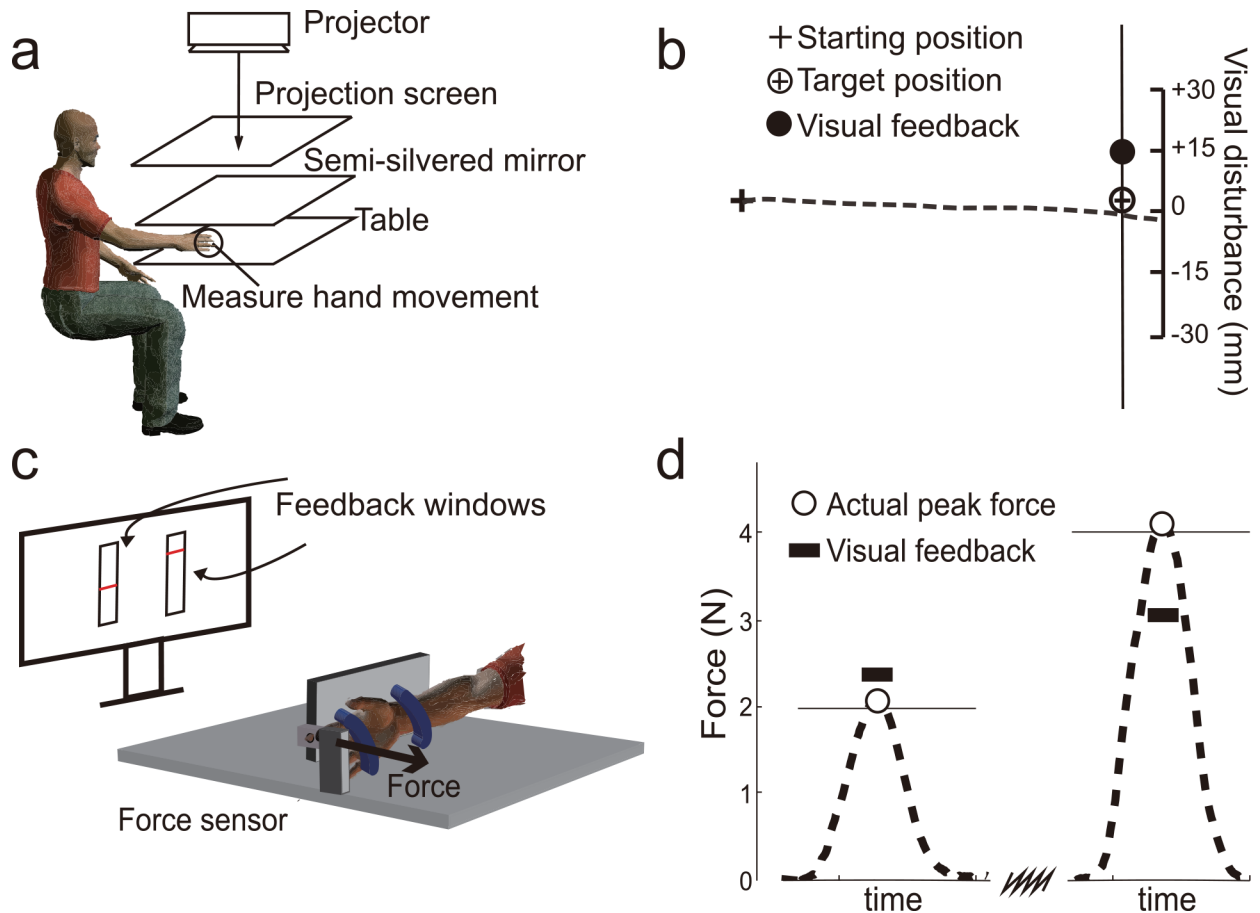 a
Projector
Projection screen
Semi-silvered mirror
Table
Measure hand movement
b
Starting position
Target position
Visual feedback
+30
+15
0
-15
-30
Visual disturbance (mm)
c
Feedback windows
Force
Force sensor
d
Actual peak force
Visual feedback
Force (N)
4
3
2
1
0
time
time